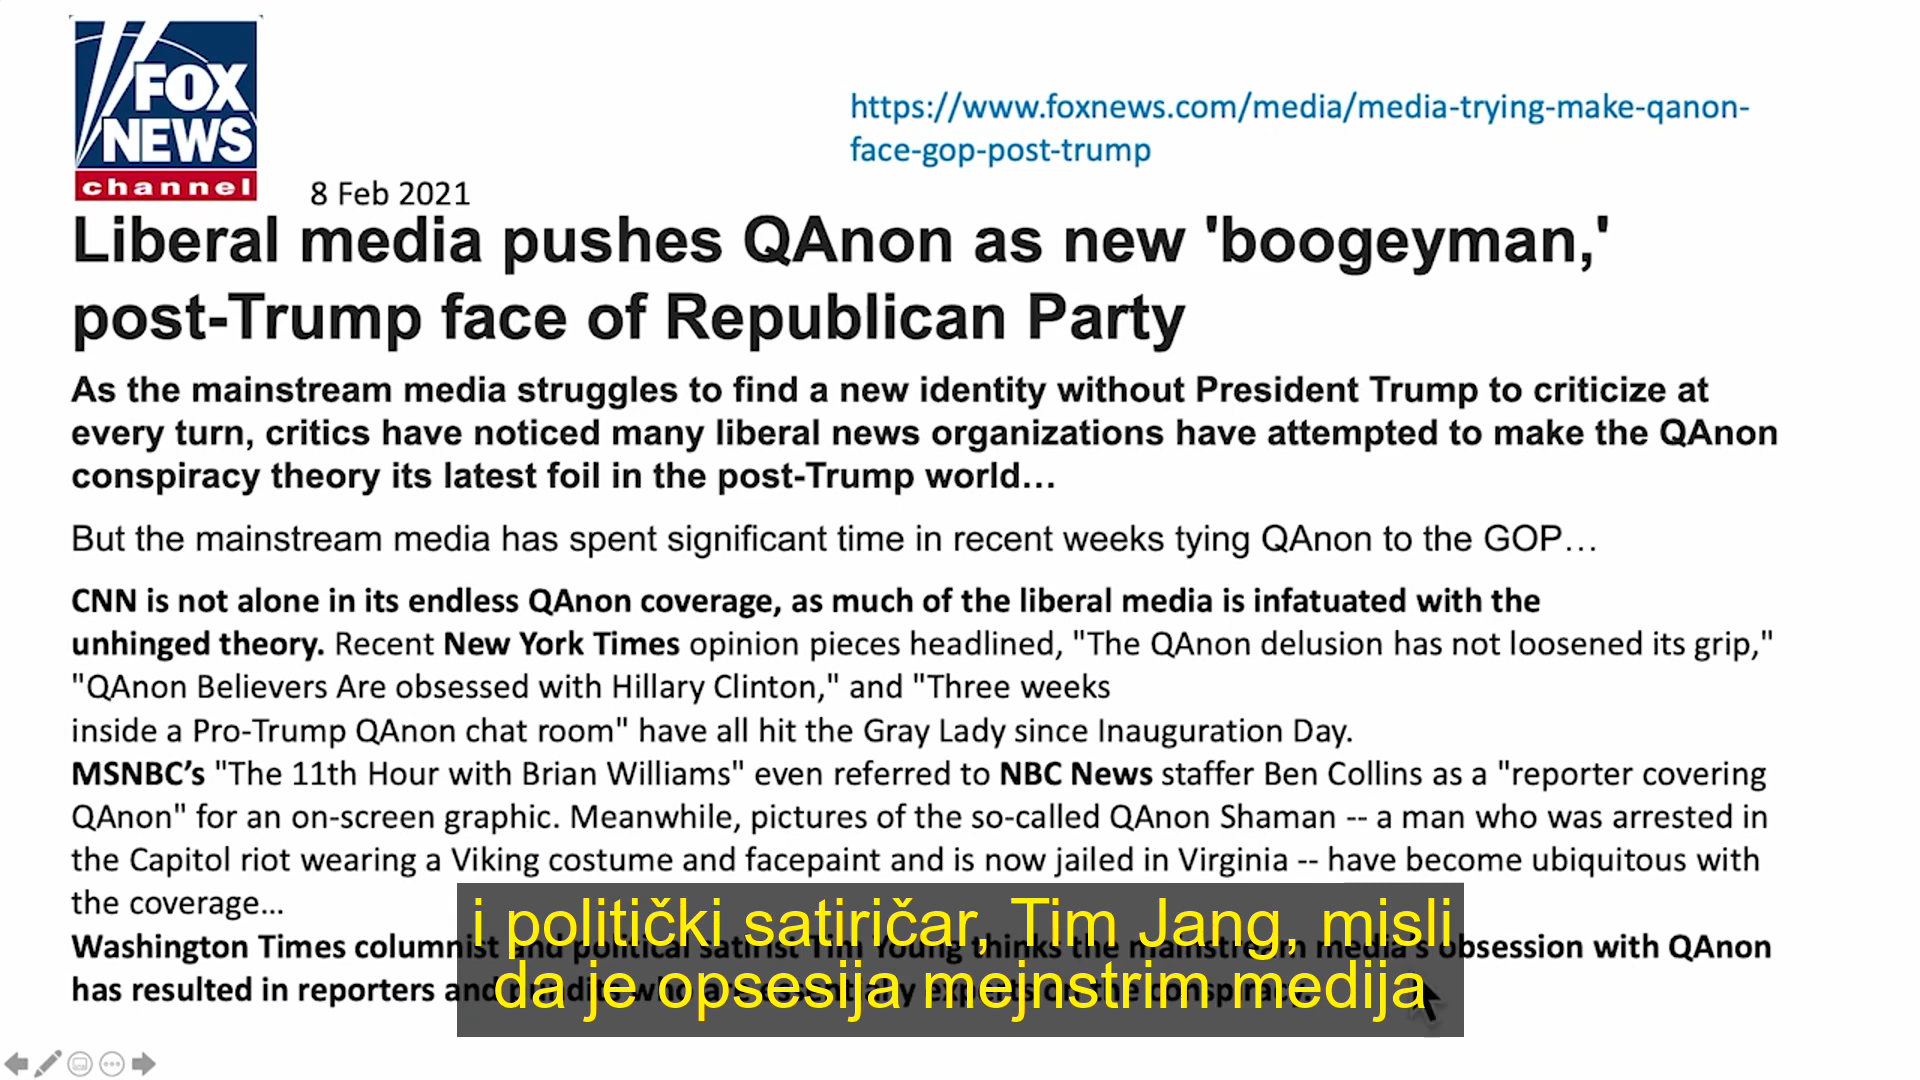 FOX
NEWS
channel
https://www.foxnews.com/media/media-trying-make-qanon-
face-gop-post-trump
8 Feb 2021
Liberal media pushes QAnon as new 'boogeyman,'
post-Trump face of Republican Party
As the mainstream media struggles to find a new identity without President Trump to criticize at
every turn, critics have noticed many liberal news organizations have attempted to make the QAnon
conspiracy theory its latest foil in the post-Trump world…
But the mainstream media has spent significant time in recent weeks tying QAnon to the GOP…
CNN is not alone in its endless QAnon coverage, as much of the liberal media is infatuated with the
unhinged theory. Recent New York Times opinion pieces headlined, "The QAnon delusion has not loosened its grip,"
"QAnon Believers Are obsessed with Hillary Clinton," and "Three weeks
inside a Pro-Trump QAnon chat room" have all hit the Gray Lady since Inauguration Day.
MSNBC’s "The 11th Hour with Brian Williams" even referred to NBC News staffer Ben Collins as a "reporter covering
QAnon" for an on-screen graphic. Meanwhile, pictures of the so-called QAnon Shaman -- a man who was arrested in
the Capitol riot wearing a Viking costume and facepaint and is now jailed in Virginia -- have become ubiquitous with
the coverage…
Washington Times columnist and political satirist Tim Young thinks the mainstream media's obsession with QAnon
has resulted in reporters and
i politički satiričar, Tim Jang, misli
da je opsesija mejnstrim medija